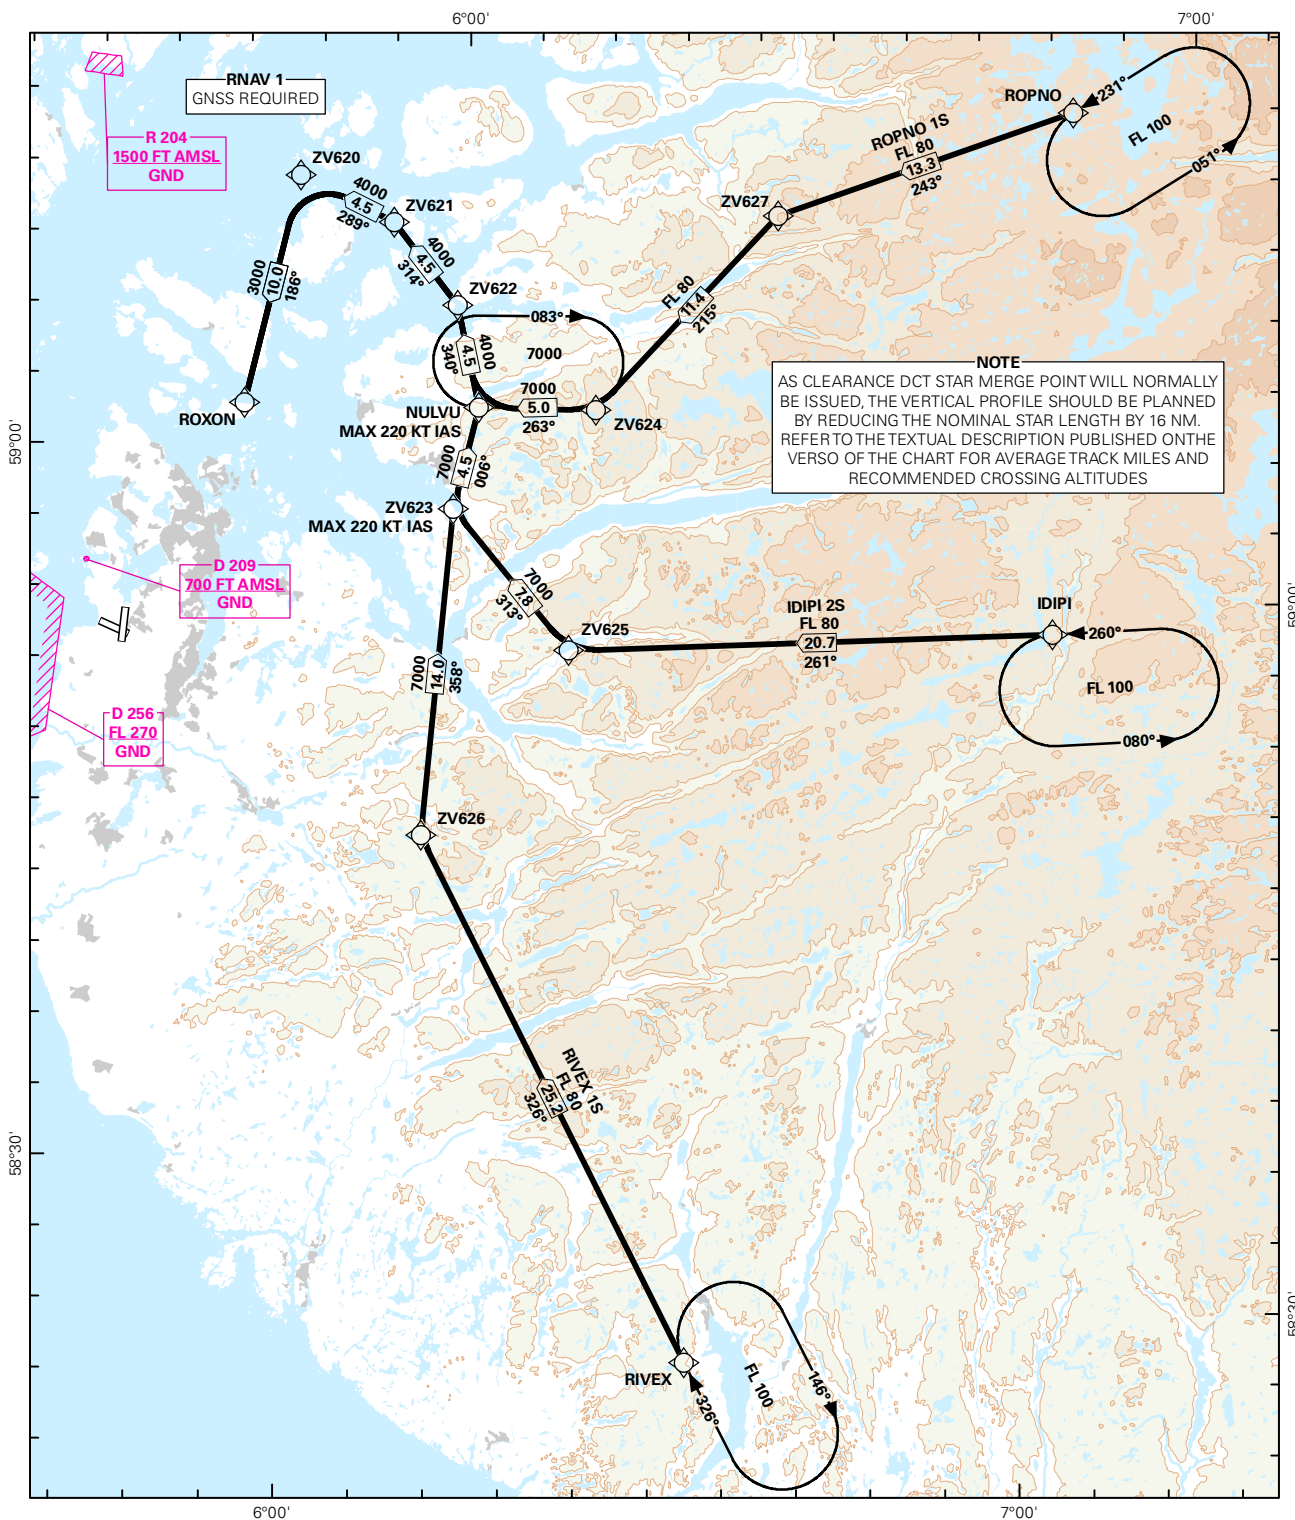 6°00'
7°00'
RNAV 1
GNSS REQUIRED
R 204
1500 FT AMSL
GND
ROPNO
231°
FL 100
051°
ROPNO 1S
FL 80
13.3
243°
ZV620
ZV621
4000
4.5
289°
ZV627
4000
4.5
314°
3000
10.0
186°
ZV622
FL 80
11.4
215°
083°
7000
4000
4.5
340°
7000
5.0
263°
ROXON
NULVU
MAX 220 KT IAS
ZV624
NOTE
AS CLEARANCE DCT STAR MERGE POINT WILL NORMALLY
BE ISSUED, THE VERTICAL PROFILE SHOULD BE PLANNED
BY REDUCING THE NOMINAL STAR LENGTH BY 16 NM.
REFER TO THE TEXTUAL DESCRIPTION PUBLISHED ONTHE
VERSO OF THE CHART FOR AVERAGE TRACK MILES AND
RECOMMENDED CROSSING ALTITUDES
59°00'
7000
4.5
006°
ZV623
MAX 220 KT IAS
D 209
700 FT AMSL
GND
7000
7.8
313°
ZV625
IDIPI 2S
FL 80
20.7
261°
IDIPI
260°
FL 100
080°
59°00'
7000
14.0
358°
D 256
FL 270
GND
ZV626
RIVEX 1S
FL 80
25.2
326°
58°30'
58°30'
RIVEX
326°
FL 100
146°
6°00'
7°00'